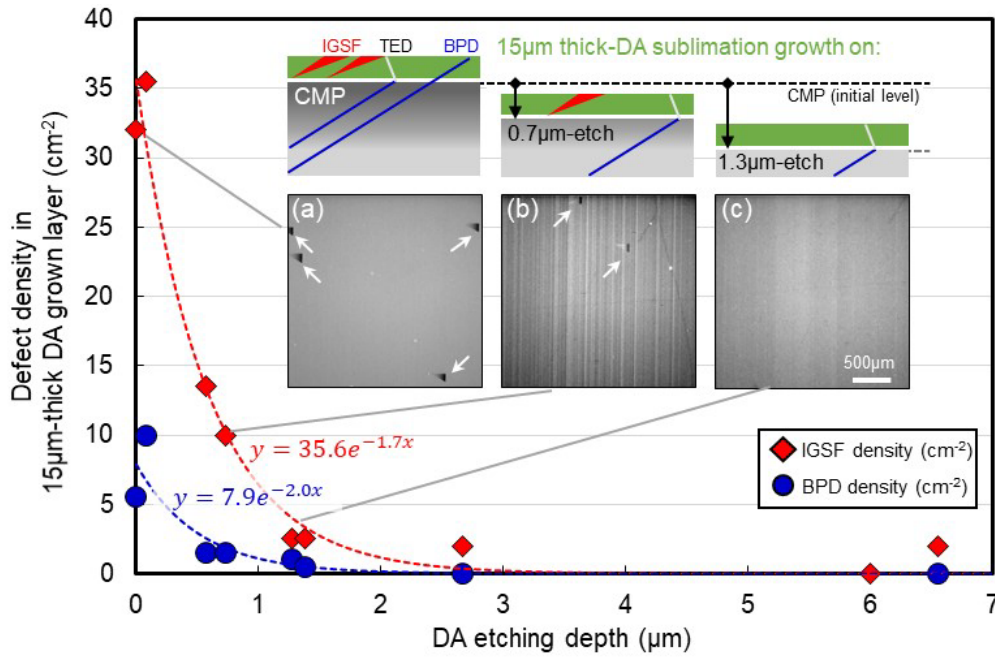 40
35
30
25
20
15
10
5
0
0
1
2
3
4
5
6
7
Defect density in
15μm-thick DA grown layer (cm-2)
DA etching depth (μm)
IGSF
TED
BPD
15μm thick-DA sublimation growth on:
CMP
CMP (initial level)
0.7μm-etch
1.3μm-etch
(a)
(b)
(c)
500μm
y = 35.6e−1.7x
y = 7.9e−2.0x
IGSF density (cm-2)
BPD density (cm-2)